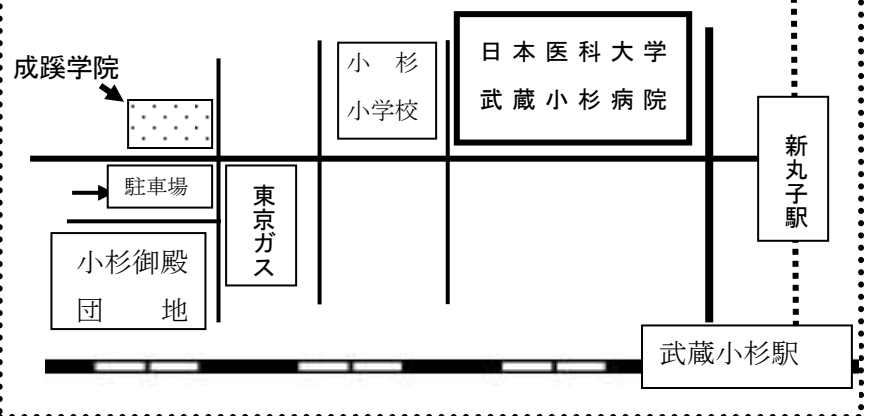 成蹊学院
小 杉
小学校
日本医科大学
武蔵小杉病院
新丸子駅
駐車場
東京ガス
小杉御殿
団 地
武蔵小杉駅